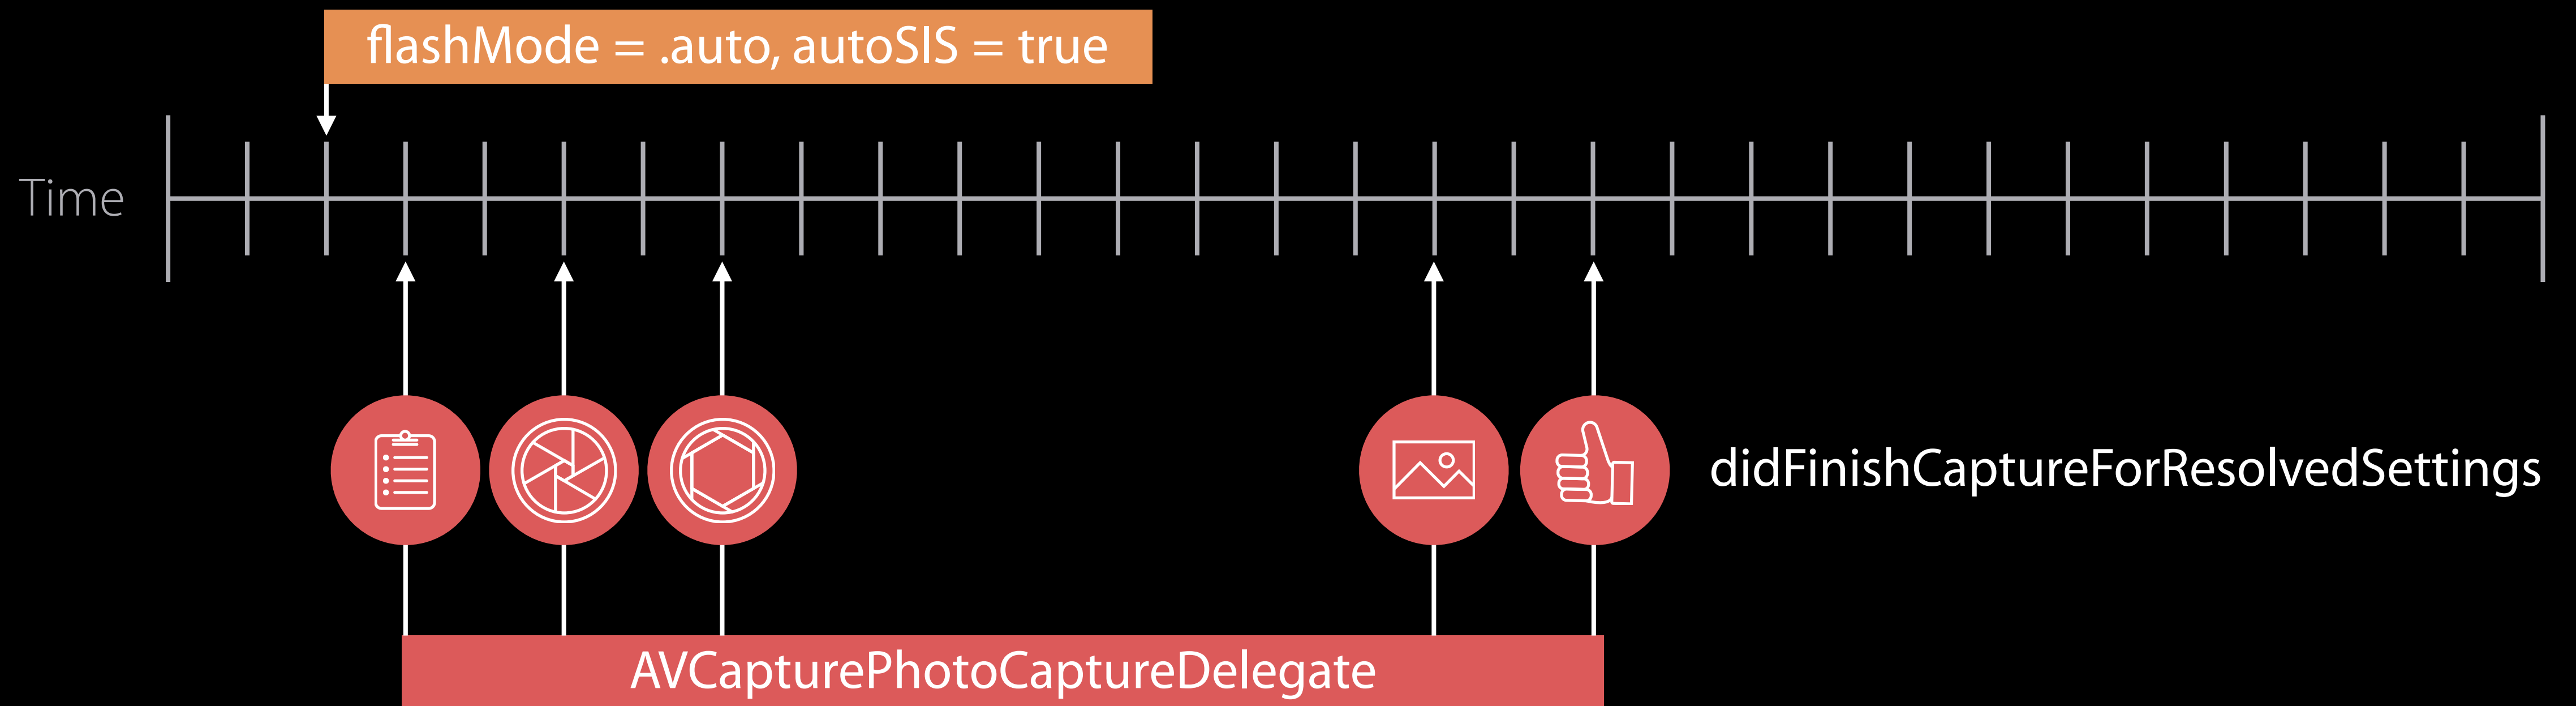 flashMode = .auto, autoSIS = true
Time
didFinishCaptureForResolvedSettings
AVCapturePhotoCaptureDelegate